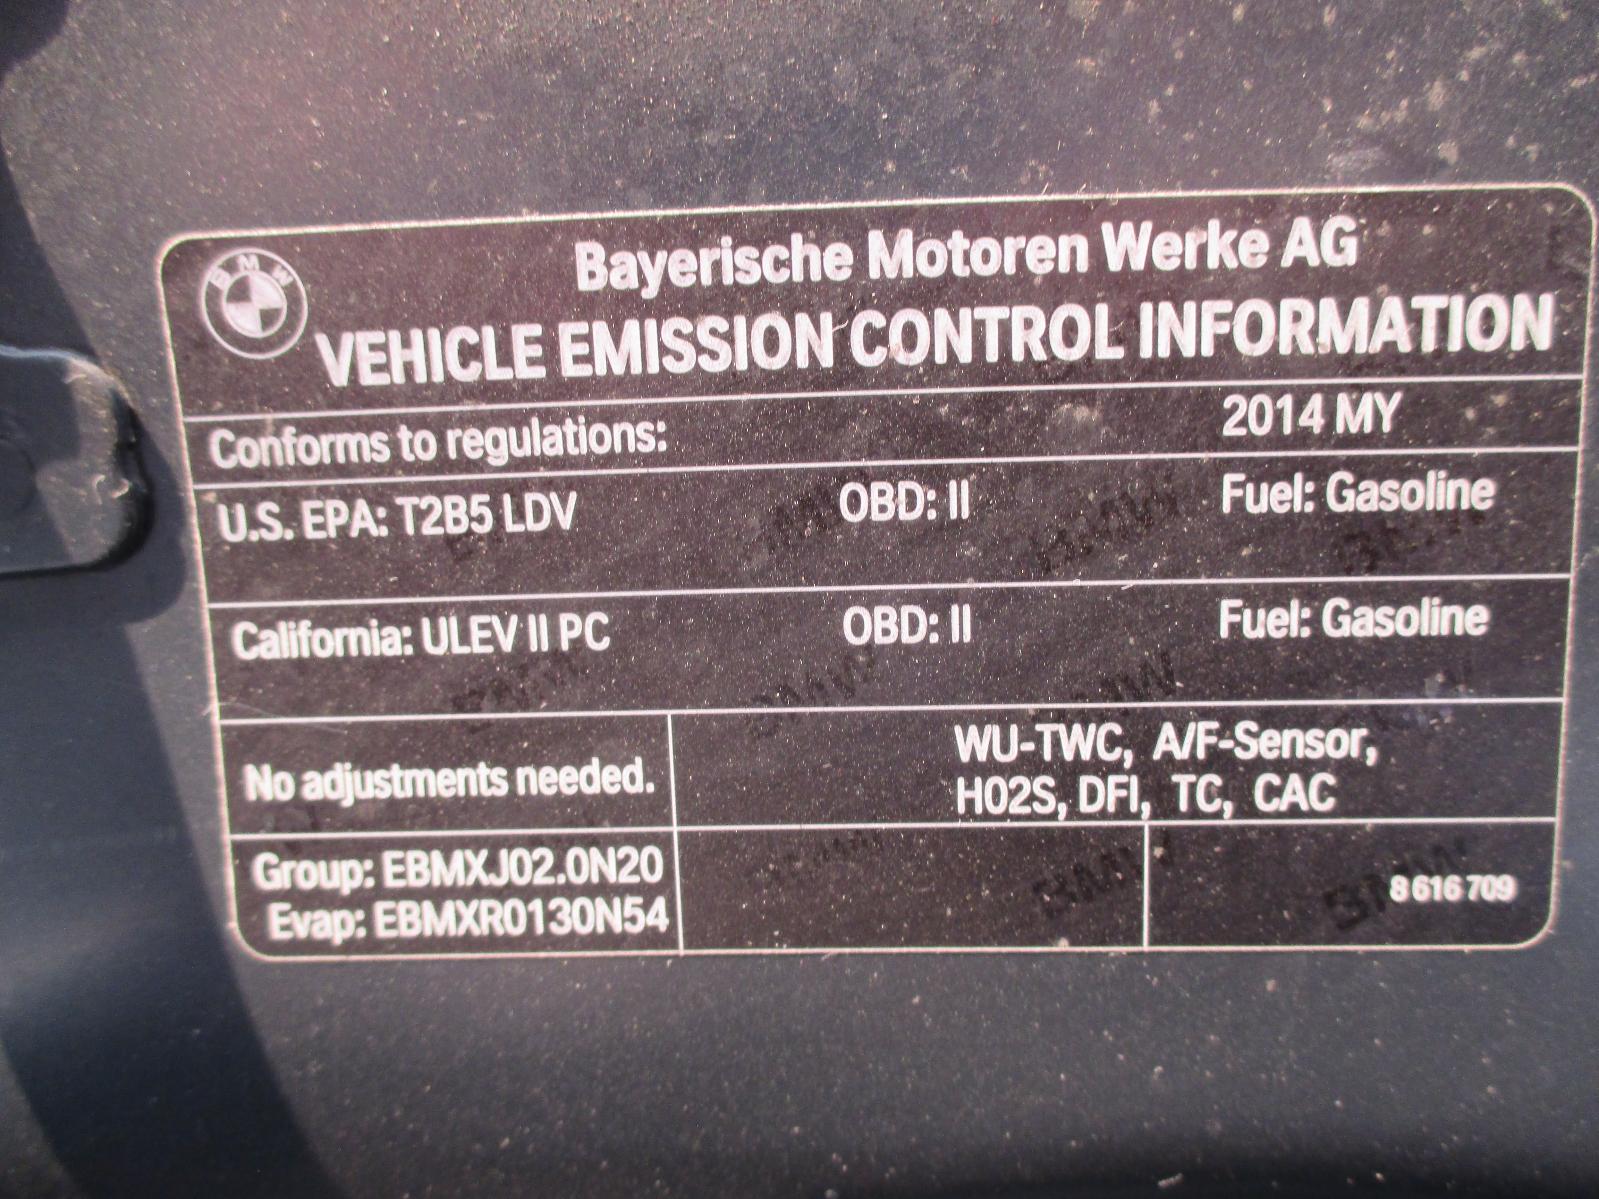 BMW
Bayerische Motoren Werke AG
VEHICLE EMISSION CONTROL INFORMATION
Conforms to regulations: 2014 MY
U.S. EPA: T2B5 LDV OBD: II Fuel: Gasoline
California: ULEV II PC OBD: II Fuel: Gasoline
No adjustments needed.
WU-TWC, A/F-Sensor,
H02S, DFI, TC, CAC
Group: EBMXJ02.0N20
Evap: EBMXR0130N54
8 616 709